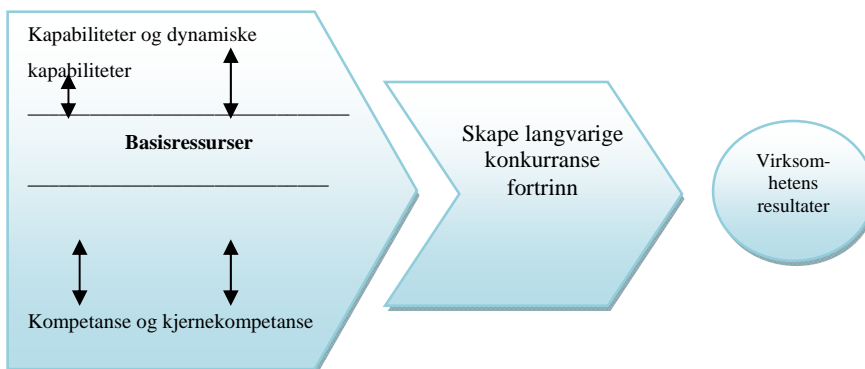 Kapabiliteter og dynamiske
kapabiliteter
Basisressurser
Kompetanse og kjernekompetanse
Skape langvarige
konkurranse
fortrinn
Virksom-
hetens
resultater